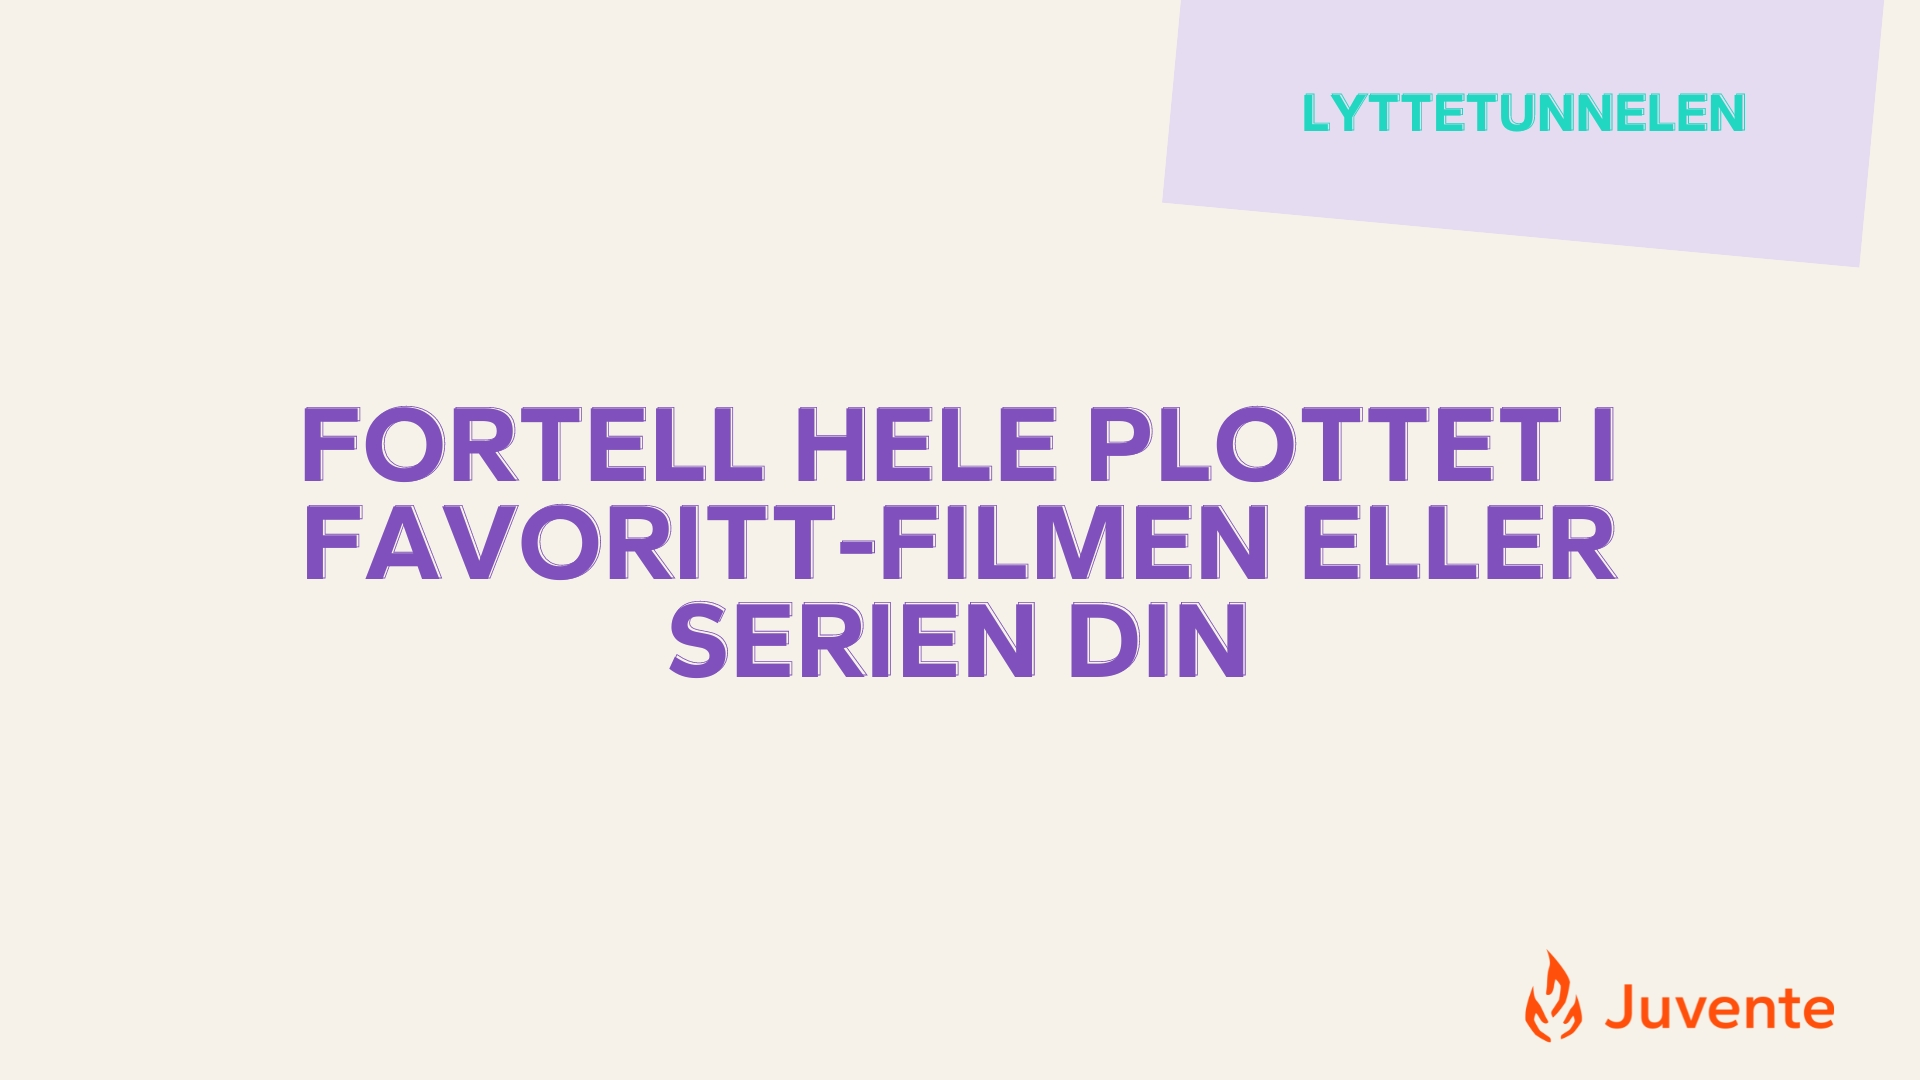 LYTTETUNNELEN
FORTELL HELE PLOTTET I
FAVORITT-FILMEN ELLER
SERIEN DIN
Juvente